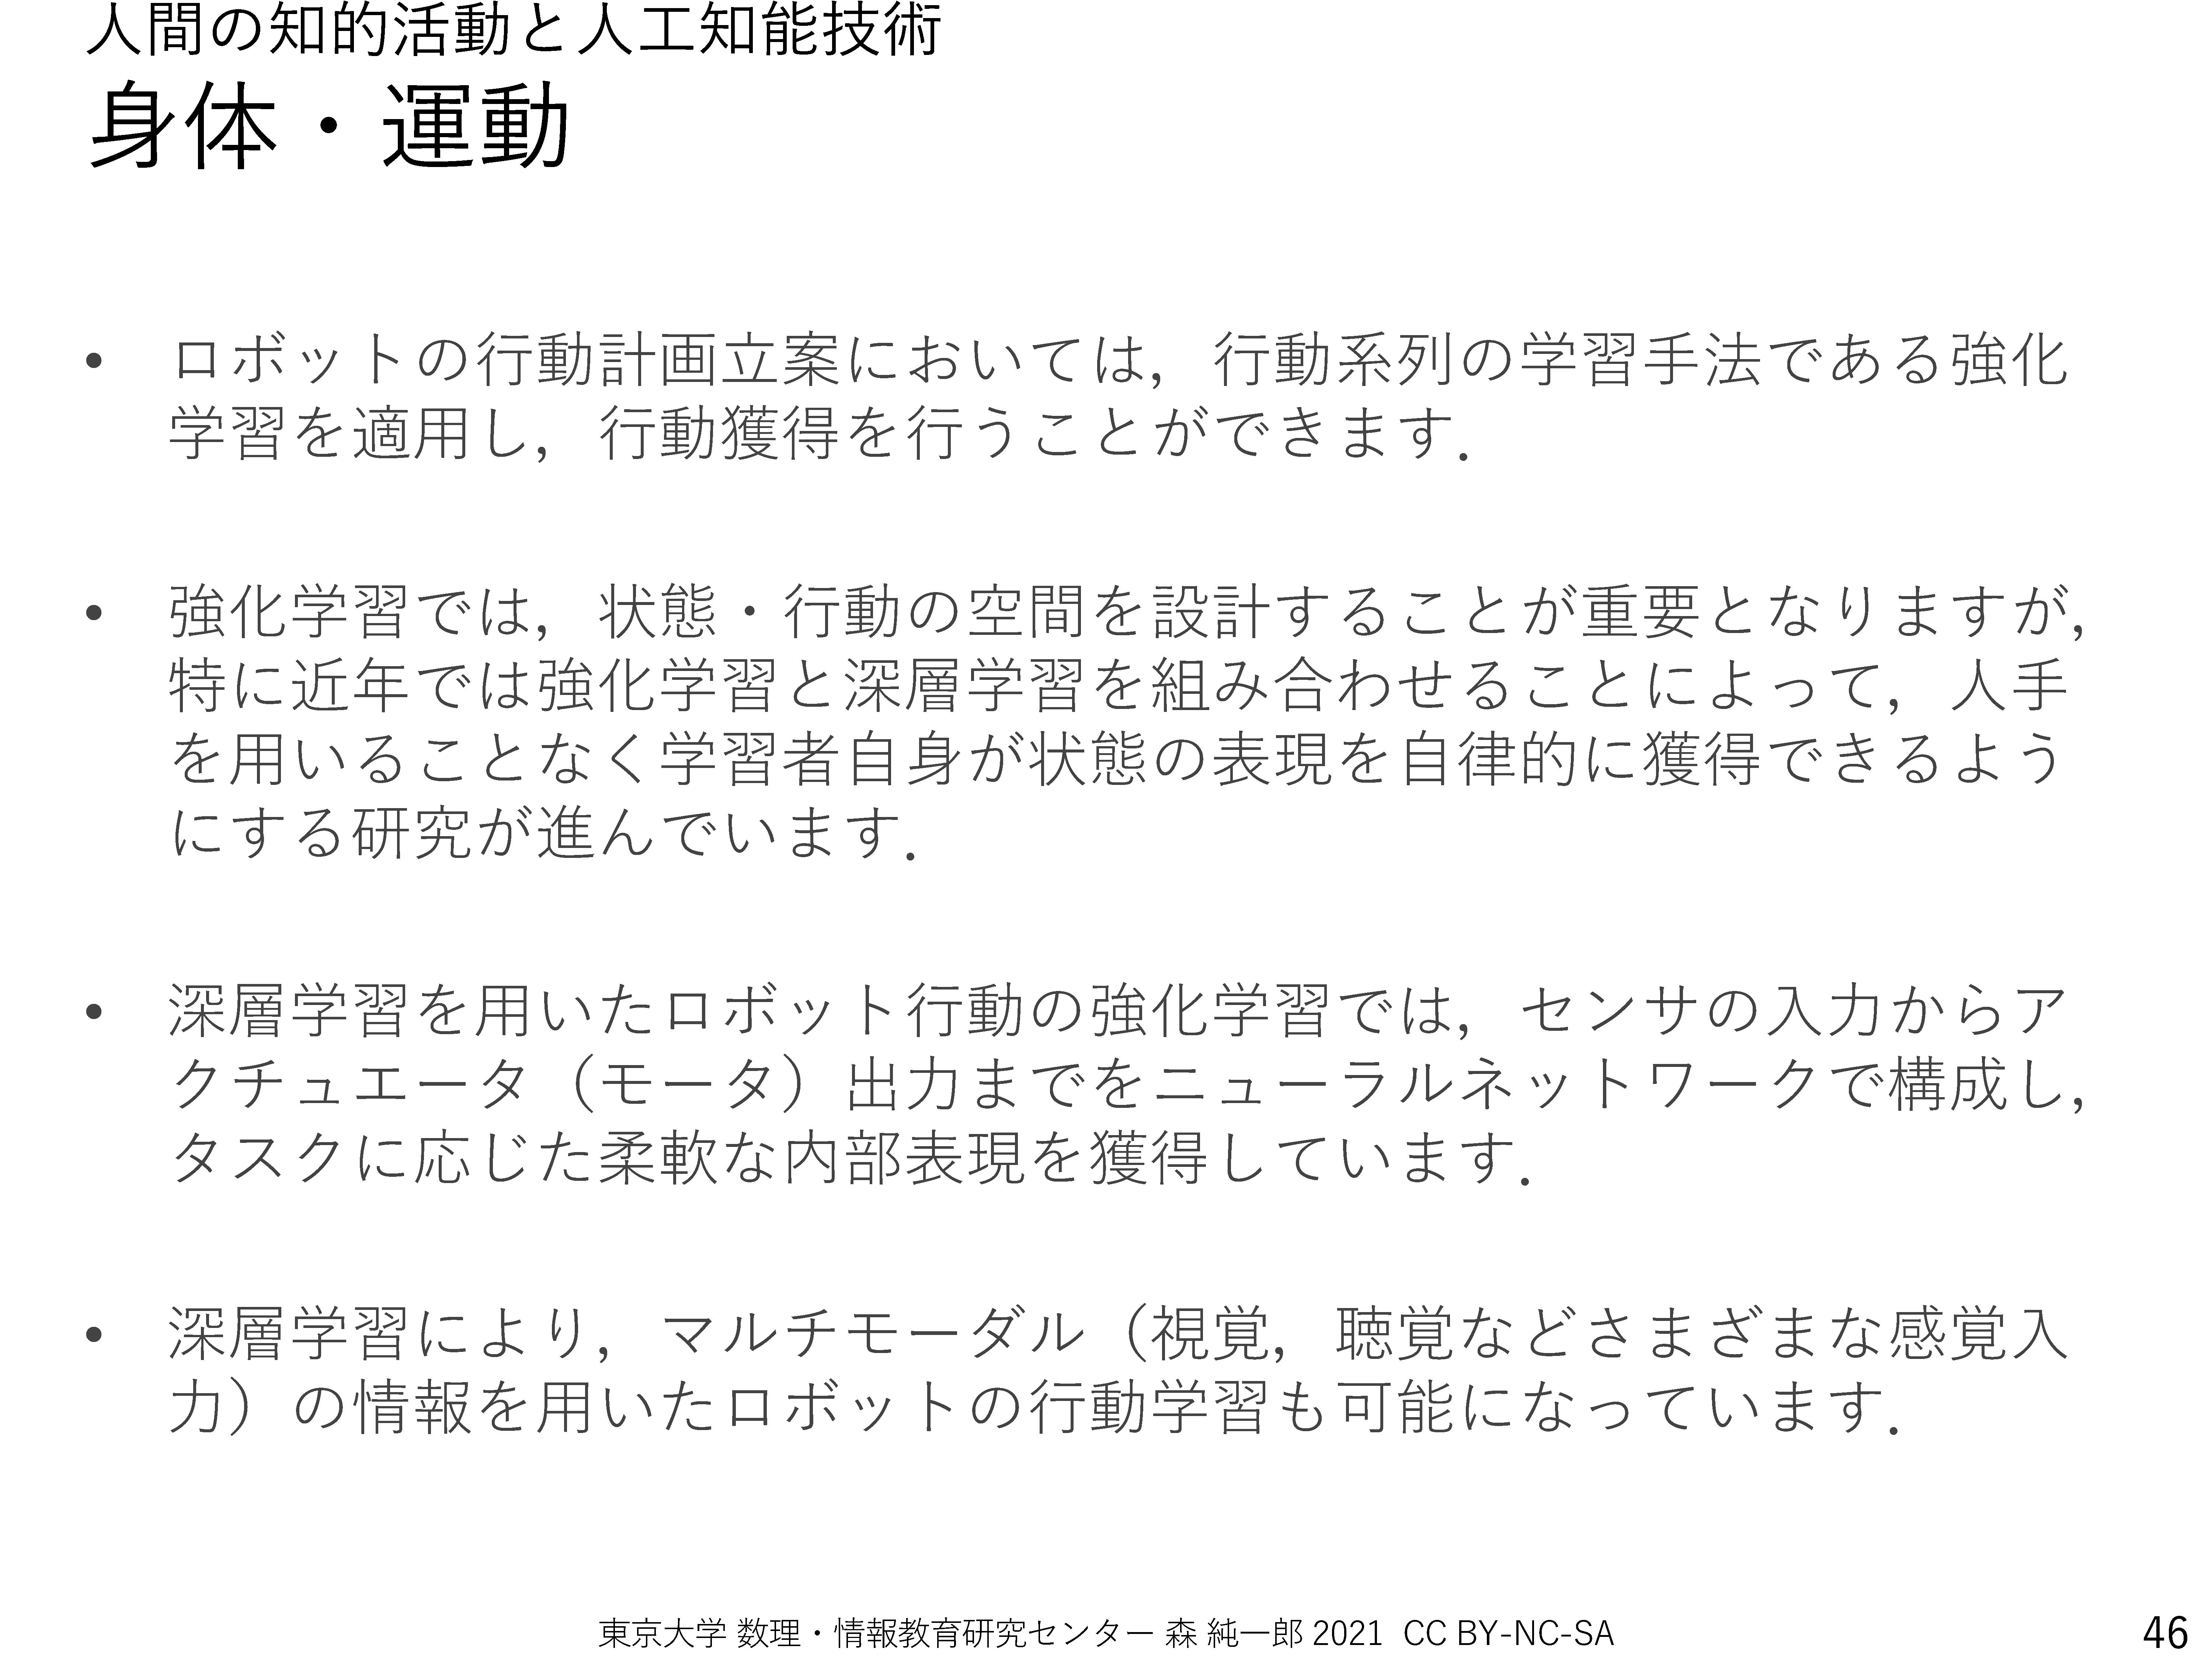 人間の知的活動と人工知能技術
身体・運動
• ロボットの行動計画立案においては，行動系列の学習手法である強化
学習を適用し，行動獲得を行うことができます．
• 強化学習では，状態・行動の空間を設計することが重要となりますが，
特に近年では強化学習と深層学習を組み合わせることによって，人手
を用いることなく学習者自身が状態の表現を自律的に獲得できるよう
にする研究が進んでいます．
• 深層学習を用いたロボット行動の強化学習では，センサの入力からア
クチュエータ（モータ）出力までをニューラルネットワークで構成し，
タスクに応じた柔軟な内部表現を獲得しています．
• 深層学習により，マルチモーダル（視覚，聴覚などさまざまな感覚入
力）の情報を用いたロボットの行動学習も可能になっています．
東京大学 数理・情報教育研究センター 森 純一郎 2021 CC BY-NC-SA
46